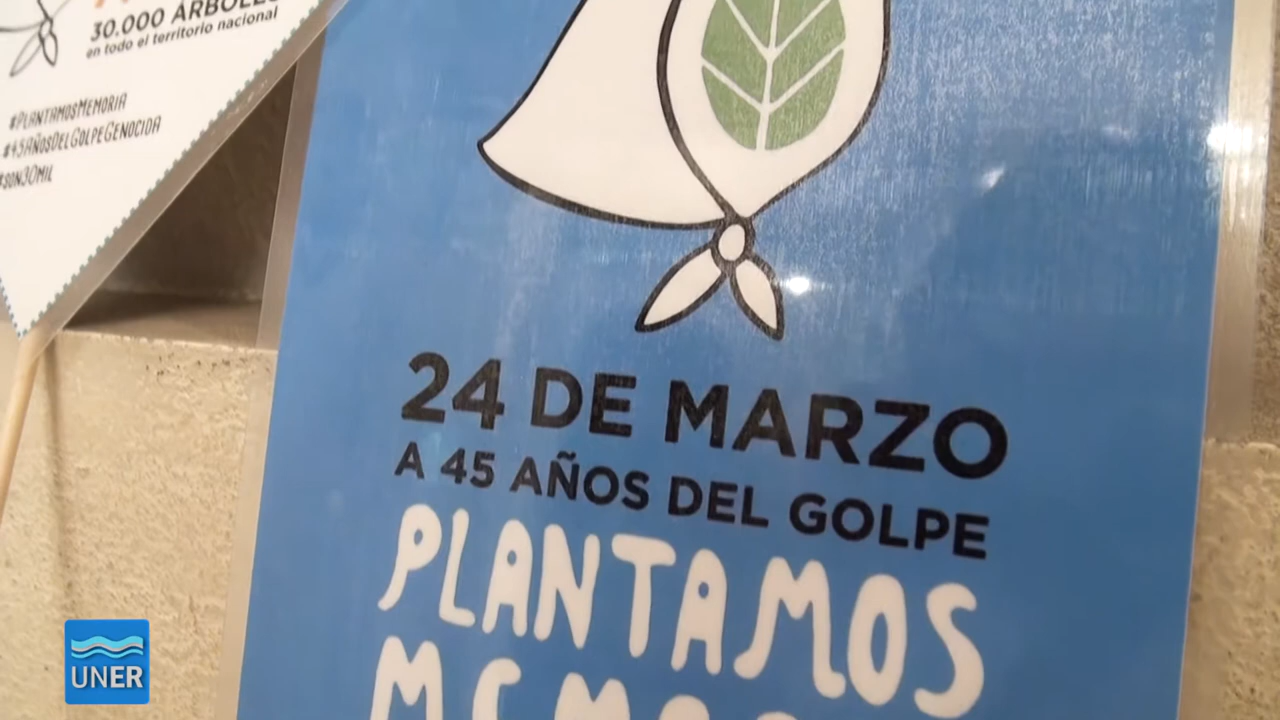 30.000 ÁRBOLES
en todo el territorio nacional
#PLANTAMOSMEMORIA
#45AÑOSDELGOLPEGENOCIDA
#SON30MIL
24 DE MARZO
A 45 AÑOS DEL GOLPE
PLANTAMOS
UNER